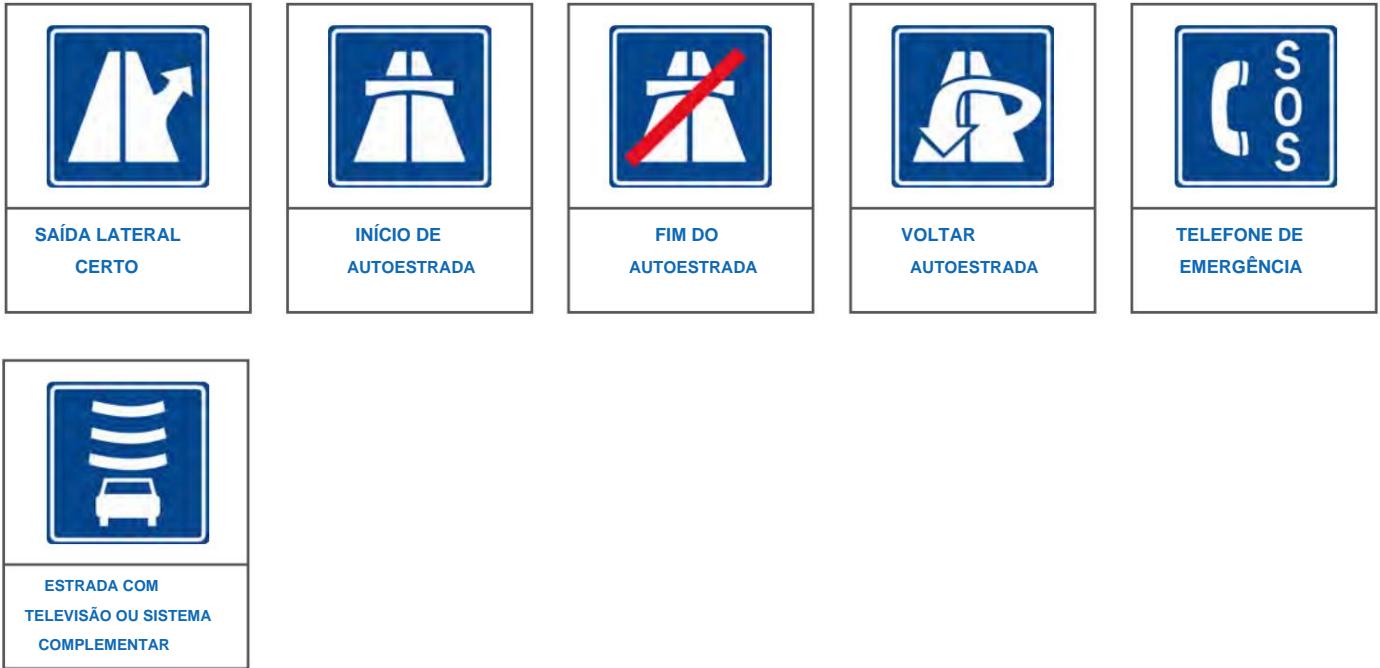 S
O
S
SAÍDA LATERAL
CERTO
INÍCIO DE
AUTOESTRADA
FIM DO
AUTOESTRADA
VOLTAR
AUTOESTRADA
TELEFONE DE
EMERGÊNCIA
ESTRADA COM
TELEVISÃO OU SISTEMA
COMPLEMENTAR